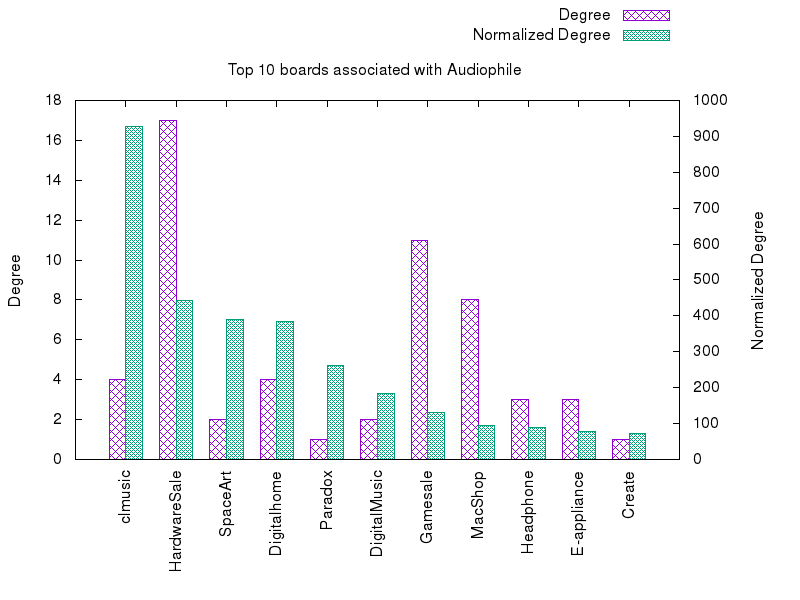 Degree
Normalized Degree
Top 10 boards associated with Audiophile
18
16
14
12
10
8
6
4
2
0
1000
900
800
700
600
500
400
300
200
100
0
Degree
Normalized Degree
clmusic
HardwareSale
SpaceArt
Digitalhome
Paradox
DigitalMusic
Gamesale
MacShop
Headphone
E-appliance
Create